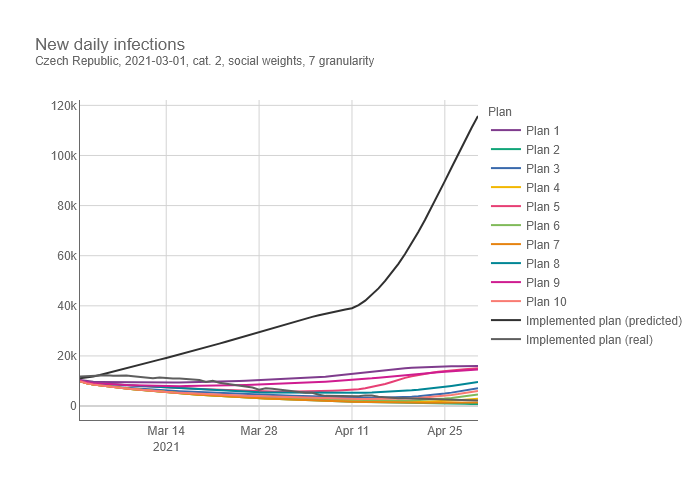 New daily infections
Czech Republic, 2021-03-01, cat. 2, social weights, 7 granularity
120k
100k
80k
60k
40k
20k
0
Mar 14
2021
Mar 28
Apr 11
Apr 25
Plan
Plan 1
Plan 2
Plan 3
Plan 4
Plan 5
Plan 6
Plan 7
Plan 8
Plan 9
Plan 10
Implemented plan (predicted)
Implemented plan (real)